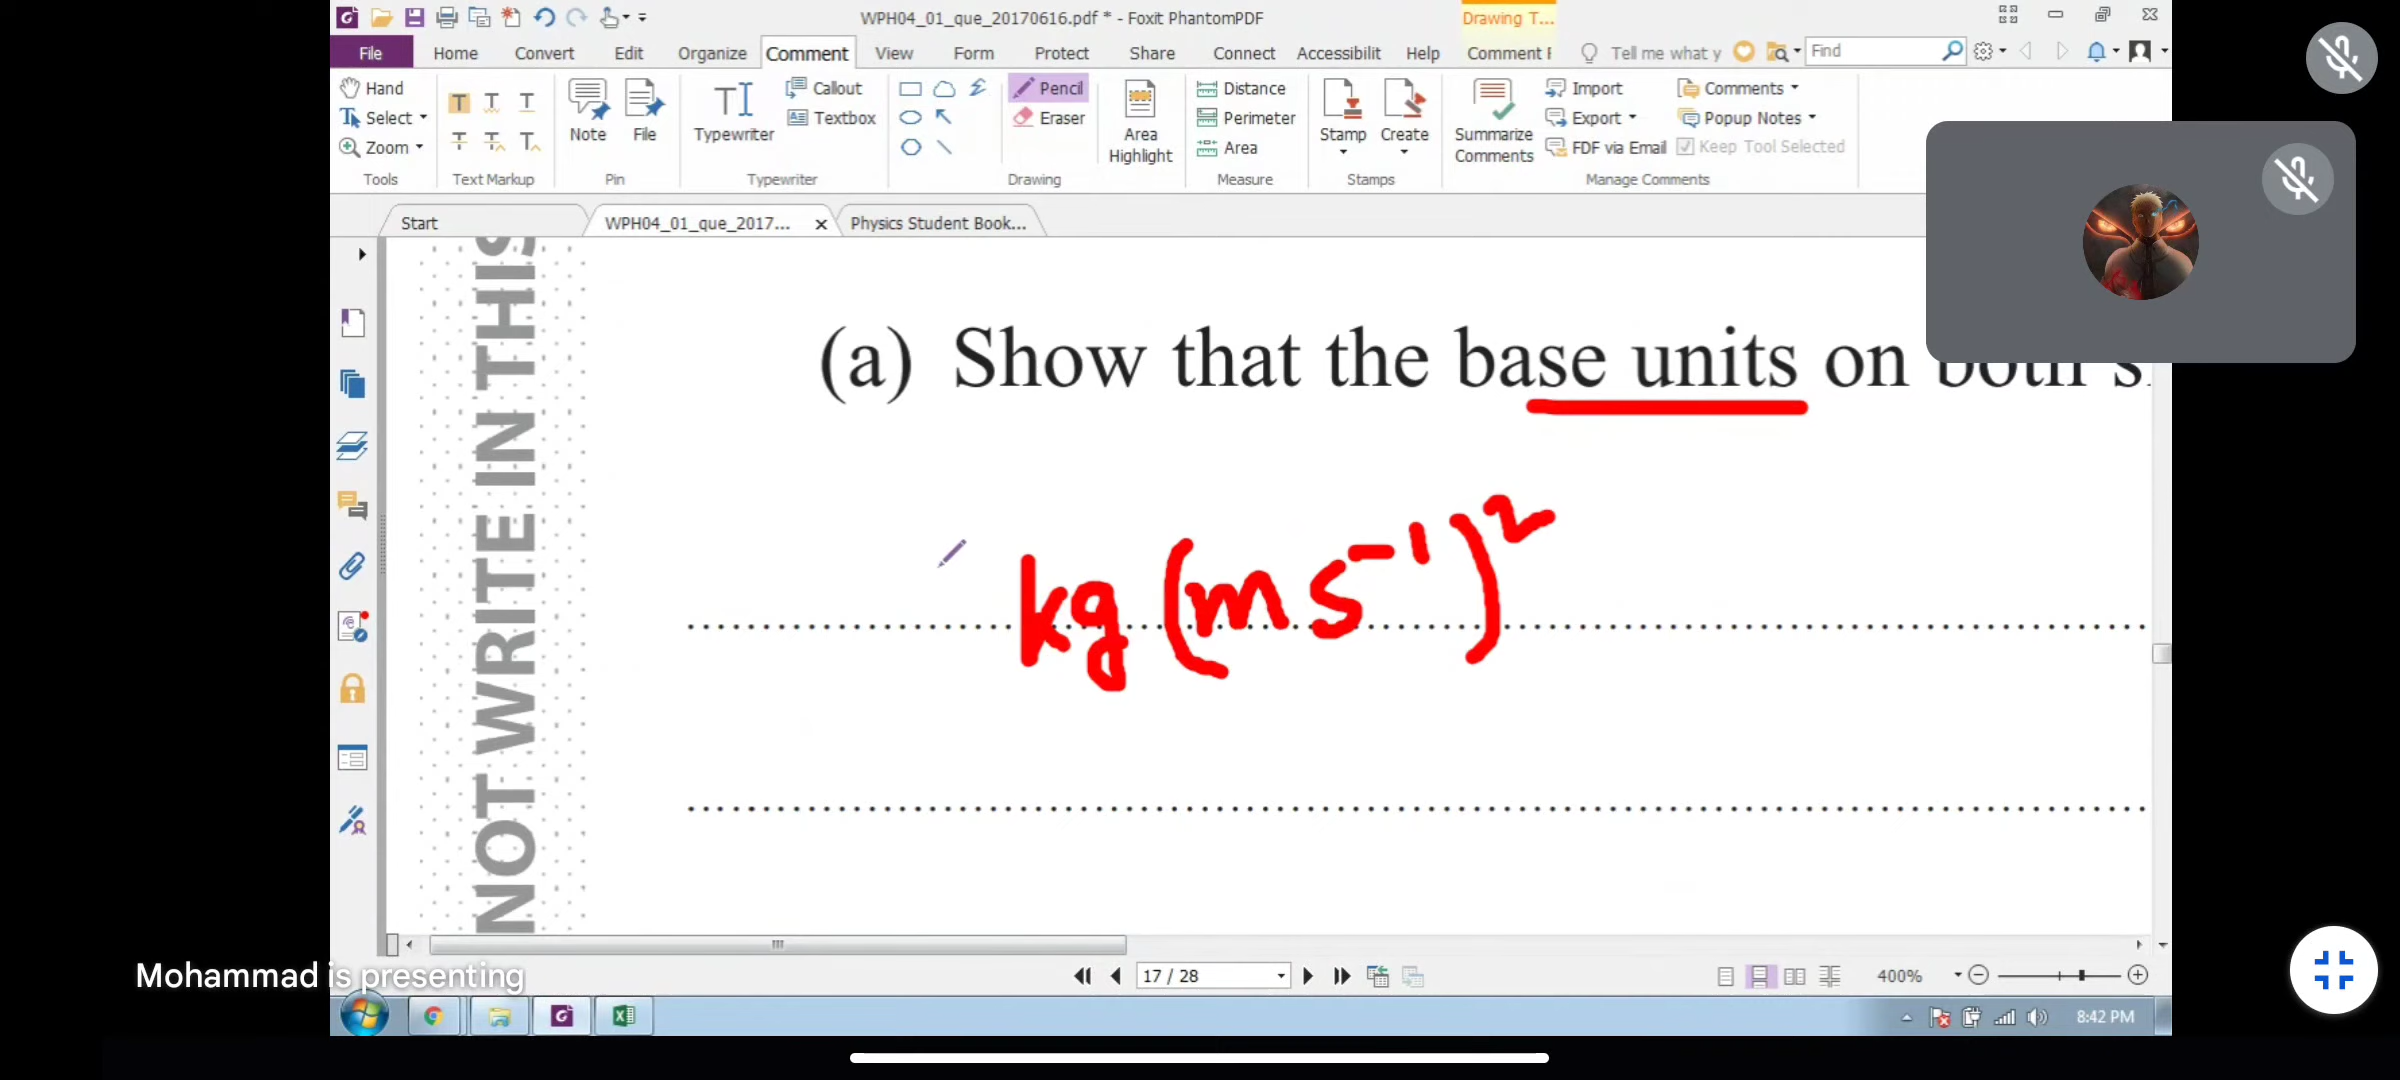 WPH04_01_que_20170616.pdf * - Foxit PhantomPDF
Drawing T...
File Home Convert Edit Organize Comment View Form Protect Share Connect Accessibilit Help Comment F Tell me what y Find
Hand
Select
Zoom
Tools
Text Markup
Note
File
Pin
Typewriter
Callout
Textbox
Typewriter
Pencil
Eraser
Area
Highlight
Drawing
Distance
Perimeter
Area
Measure
Stamp
Create
Stamps
Summarize
Comments
Import
Export
FDF via Email
Comments
Popup Notes
Keep Tool Selected
Manage Comments
Start
WPH04_01_que_2017...
Physics Student Book...
NOT WRITE IN THIS
(a) Show that the base units on both s
kg (m s⁻¹)²
Mohammad is presenting
17 / 28
400%
8:42 PM